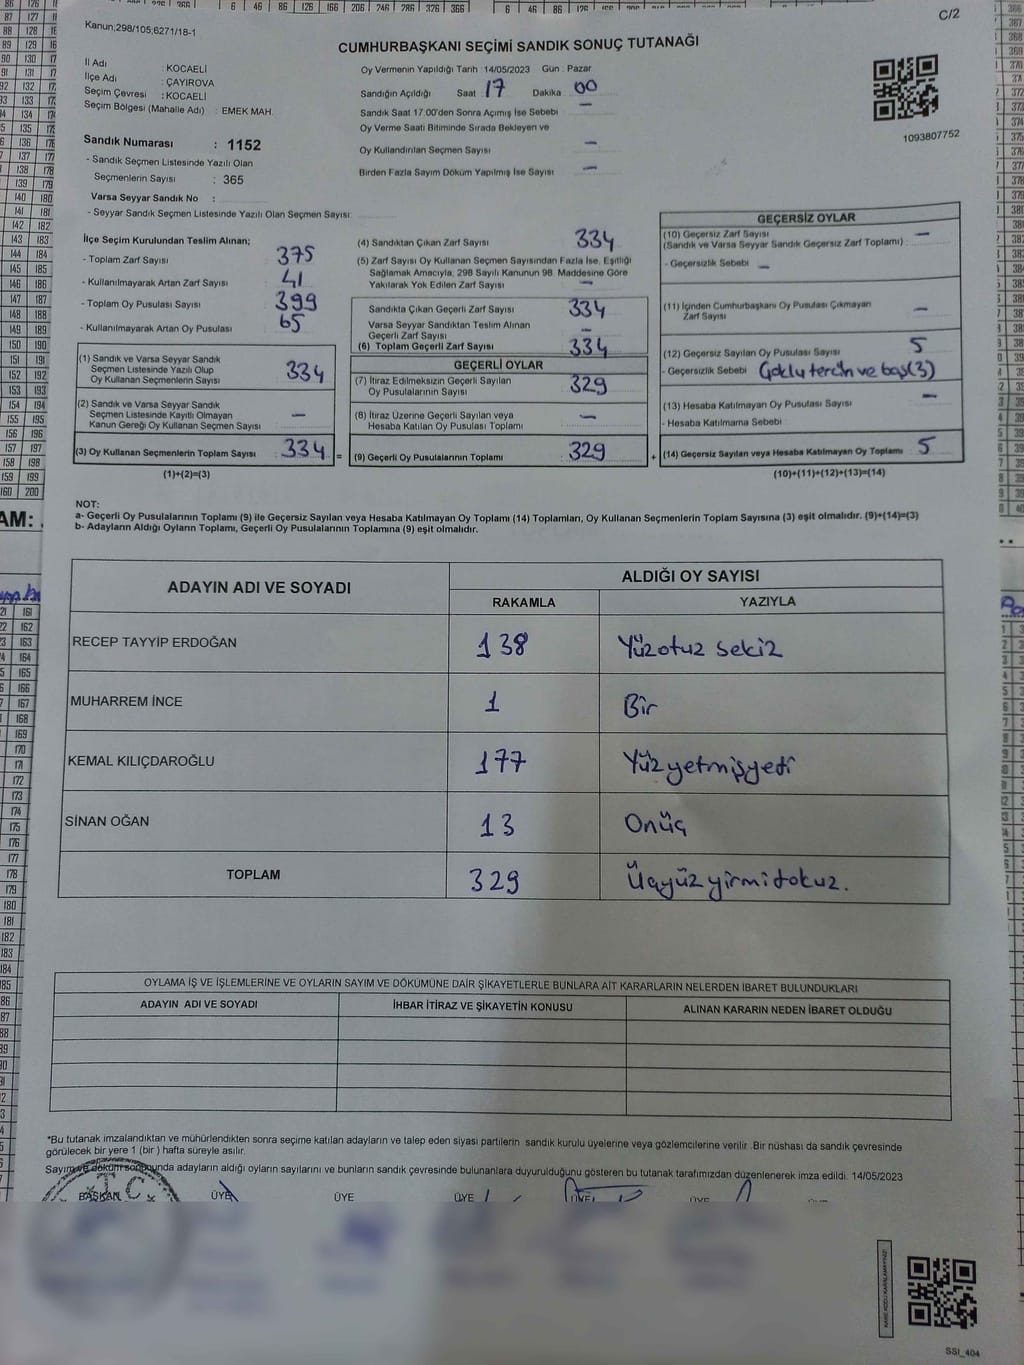 C/2
Kanun;298/105;6271/18-1
CUMHURBAŞKANI SEÇİMİ SANDIK SONUÇ TUTANAĞI
İl Adı : KOCAELİ
İlçe Adı : ÇAYIROVA
Seçim Çevresi : KOCAELİ
Seçim Bölgesi (Mahalle Adı) : EMEK MAH.
Sandık Numarası : 1152
- Sandık Seçmen Listesinde Yazılı Olan
Seçmenlerin Sayısı : 365
Varsa Seyyar Sandık No :
- Seyyar Sandık Seçmen Listesinde Yazılı Olan Seçmen Sayısı:
Oy Vermenin Yapıldığı Tarih 14/05/2023 Gün : Pazar
Sandığın Açıldığı Saat 17 Dakika 00
Sandık Saat 17.00'den Sonra Açımış İse Sebebi —
Oy Verme Saati Bitiminde Sırada Bekleyen ve
Oy Kullandırılan Seçmen Sayısı —
Birden Fazla Sayım Döküm Yapılmış İse Sayısı —
1093807752
İlçe Seçim Kurulundan Teslim Alınan;
- Toplam Zarf Sayısı : 375
- Kullanılmayarak Artan Zarf Sayısı : 41
- Toplam Oy Pusulası Sayısı : 399
- Kullanılmayarak Artan Oy Pusulası : 65
(1) Sandık ve Varsa Seyyar Sandık
Seçmen Listesinde Yazılı Olup
Oy Kullanan Seçmenlerin Sayısı : 334
(2) Sandık ve Varsa Seyyar Sandık
Seçmen Listesinde Kayıtlı Olmayan
Kanun Gereği Oy Kullanan Seçmen Sayısı : —
(3) Oy Kullanan Seçmenlerin Toplam Sayısı : 334 =
(1)+(2)=(3)
(4) Sandıktan Çıkan Zarf Sayısı 334
(5) Zarf Sayısı Oy Kullanan Seçmen Sayısından Fazla İse, Eşitliği
Sağlamak Amacıyla, 298 Sayılı Kanunun 98. Maddesine Göre
Yakılarak Yok Edilen Zarf Sayısı : —
Sandıkta Çıkan Geçerli Zarf Sayısı : 334
Varsa Seyyar Sandıktan Teslim Alınan
Geçerli Zarf Sayısı —
(6) Toplam Geçerli Zarf Sayısı : 334
GEÇERLİ OYLAR
(7) İtiraz Edilmeksizin Geçerli Sayılan
Oy Pusulalarının Sayısı : 329
(8) İtiraz Üzerine Geçerli Sayılan veya
Hesaba Katılan Oy Pusulası Toplamı : —
(9) Geçerli Oy Pusulalarının Toplamı : 329 +
GEÇERSİZ OYLAR
(10) Geçersiz Zarf Sayısı —
(Sandık ve Varsa Seyyar Sandık Geçersiz Zarf Toplamı) :
- Geçersizlik Sebebi : —
(11) İçinden Cumhurbaşkanı Oy Pusulası Çıkmayan
Zarf Sayısı : —
(12) Geçersiz Sayılan Oy Pusulası Sayısı : 5
- Geçersizlik Sebebi
(13) Hesaba Katılmayan Oy Pusulası Sayısı : —
- Hesaba Katılmama Sebebi :
(14) Geçersiz Sayılan veya Hesaba Katılmayan Oy Toplamı : 5
(10)+(11)+(12)+(13)=(14)
NOT:
a- Geçerli Oy Pusulalarının Toplamı (9) ile Geçersiz Sayılan veya Hesaba Katılmayan Oy Toplamı (14) Toplamları, Oy Kullanan Seçmenlerin Toplam Sayısına (3) eşit olmalıdır. (9)+(14)=(3)
b- Adayların Aldığı Oyların Toplamı, Geçerli Oy Pusulalarının Toplamına (9) eşit olmalıdır.
ADAYIN ADI VE SOYADI ALDIĞI OY SAYISI
RAKAMLA YAZIYLA
RECEP TAYYİP ERDOĞAN 138 Yüzotuz sekiz
MUHARREM İNCE 1 Bir
KEMAL KILIÇDAROĞLU 177 Yüz yetmişyedi
SİNAN OĞAN 13 Onüç
TOPLAM 329 Üçyüz yirmi dokuz.
OYLAMA İŞ VE İŞLEMLERİNE VE OYLARIN SAYIM VE DÖKÜMÜNE DAİR ŞİKAYETLERLE BUNLARA AİT KARARLARIN NELERDEN İBARET BULUNDUKLARI
ADAYIN ADI VE SOYADI İHBAR İTİRAZ VE ŞİKAYETİN KONUSU ALINAN KARARIN NEDEN İBARET OLDUĞU
*Bu tutanak imzalandıktan ve mühürlendikten sonra seçime katılan adayların ve talep eden siyasi partilerin sandık kurulu üyelerine veya gözlemcilerine verilir. Bir nüshası da sandık çevresinde
görülecek bir yere 1 (bir ) hafta süreyle asılır.
Sayım ve döküm sonunda adayların aldığı oyların sayılarını ve bunların sandık çevresinde bulunanlara duyurulduğunu gösteren bu tutanak tarafımızdan düzenlenerek imza edildi. 14/05/2023
BAŞKAN ÜYE ÜYE ÜYE ÜYE ÜYE ÜYE
T.C.
SSI_404